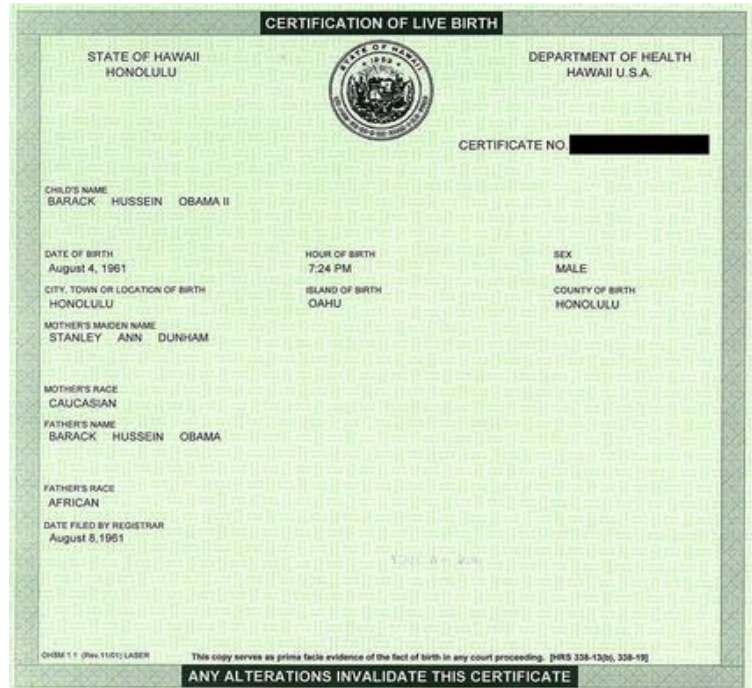 CERTIFICATION OF LIVE BIRTH
STATE OF HAWAII
HONOLULU
DEPARTMENT OF HEALTH
HAWAII U.S.A.
STATE OF HAWAII
1959
CERTIFICATE NO.
CHILD'S NAME
BARACK HUSSEIN OBAMA II
DATE OF BIRTH
August 4, 1961
HOUR OF BIRTH
7:24 PM
SEX
MALE
CITY, TOWN OR LOCATION OF BIRTH
HONOLULU
ISLAND OF BIRTH
OAHU
COUNTY OF BIRTH
HONOLULU
MOTHER'S MAIDEN NAME
STANLEY ANN DUNHAM
MOTHER'S RACE
CAUCASIAN
FATHER'S NAME
BARACK HUSSEIN OBAMA
FATHER'S RACE
AFRICAN
DATE FILED BY REGISTRAR
August 8, 1961
OHSM 1.1 (Rev. 11/01) LASER
This copy serves as prima facie evidence of the fact of birth in any court proceeding. [HRS 338-13(b), 338-19]
ANY ALTERATIONS INVALIDATE THIS CERTIFICATE